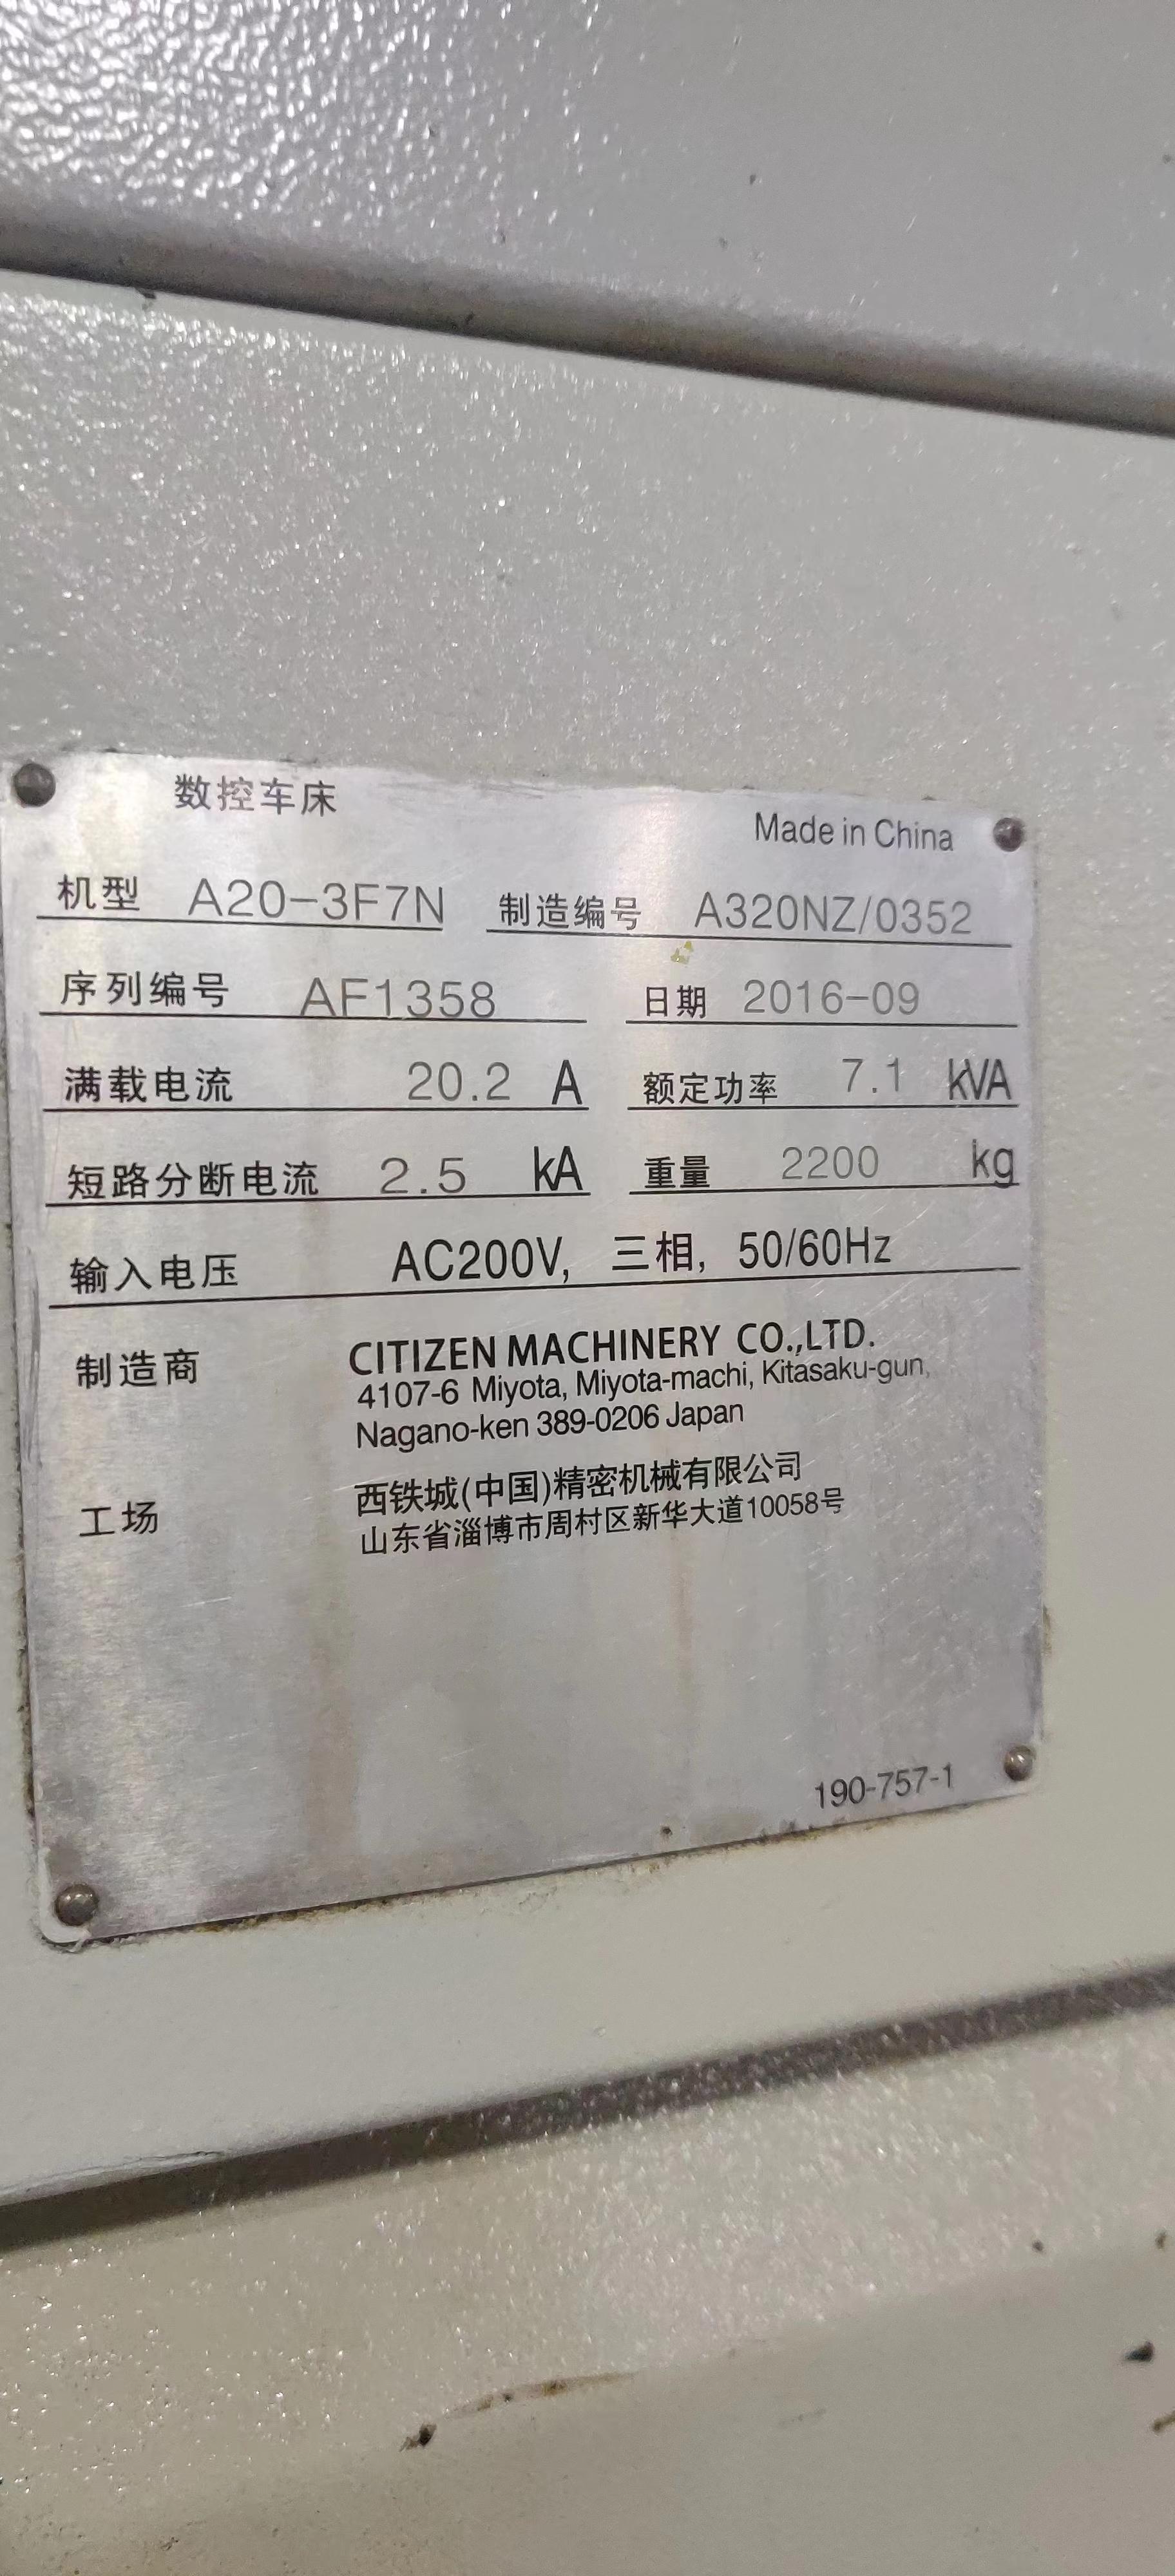 数控车床
Made in China
机型 A20-3F7N 制造编号 A320NZ/0352
序列编号 AF1358 日期 2016-09
满载电流 20.2 A 额定功率 7.1 kVA
短路分断电流 2.5 kA 重量 2200 kg
输入电压 AC200V, 三相, 50/60Hz
制造商 CITIZEN MACHINERY CO.,LTD.
4107-6 Miyota, Miyota-machi, Kitasaku-gun,
Nagano-ken 389-0206 Japan
工场 西铁城(中国)精密机械有限公司
山东省淄博市周村区新华大道10058号
190-757-1